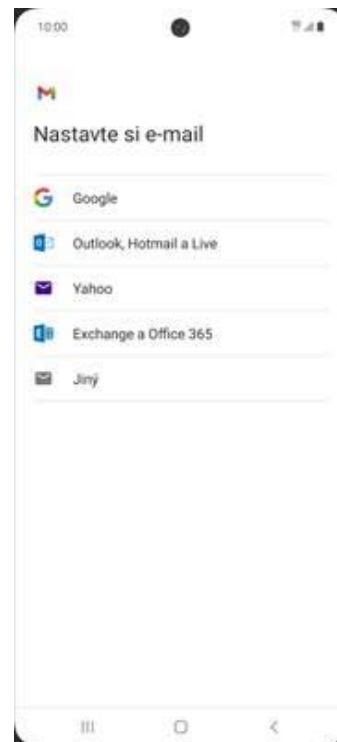 10:00
Nastavte si e-mail
Google
Outlook, Hotmail a Live
Yahoo
Exchange a Office 365
Jiný